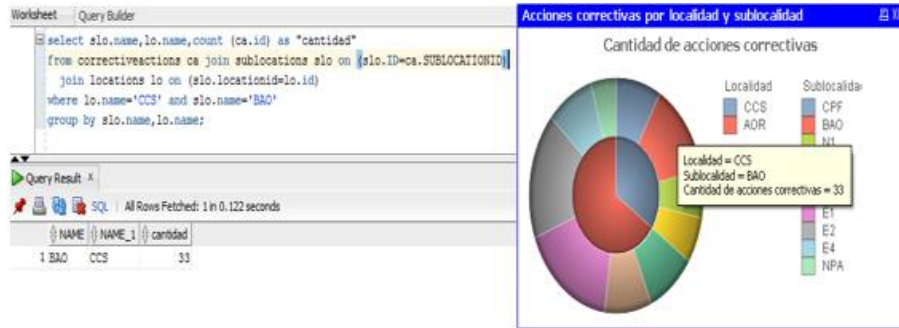 Worksheet Query Builder
select slo.name,lo.name,count (ca.id) as "cantidad"
from correctiveactions ca join sublocations slo on (slo.ID=ca.SUBLOCATIONID)
join locations lo on (slo.locationid=lo.id)
where lo.name='CCS' and slo.name='BAO'
group by slo.name,lo.name;
Query Result x
SQL | All Rows Fetched: 1 in 0.122 seconds
NAME NAME_1 cantidad
1 BAO CCS 33
Acciones correctivas por localidad y sublocalidad
Cantidad de acciones correctivas
Localidad
CCS
AOR
Sublocalida
CPF
BAO
N1
Localidad = CCS
Sublocalidad = BAO
Cantidad de acciones correctivas = 33
E1
E2
E4
NPA